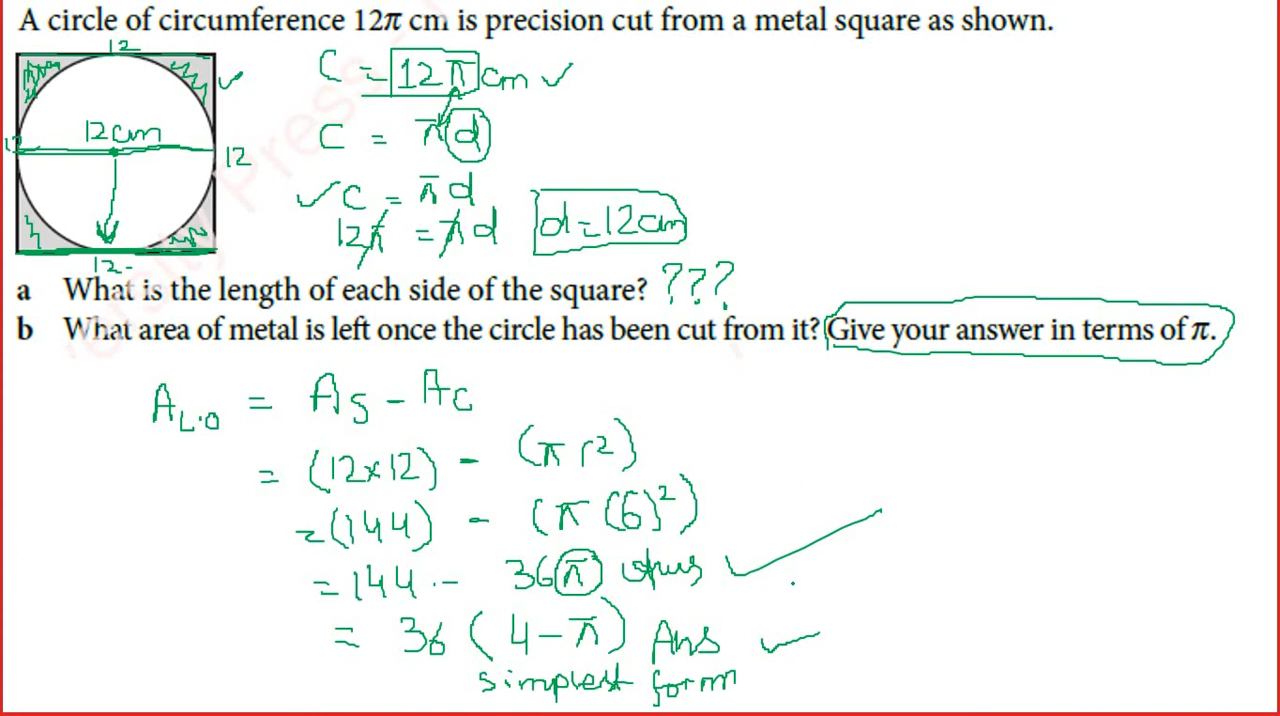 A circle of circumference 12π cm is precision cut from a metal square as shown.
12
12cm
12
12
C = 12π cm ✓
C = πd
✓ C = πd
12π = πd d=12cm
a What is the length of each side of the square? ???
b What area of metal is left once the circle has been cut from it? Give your answer in terms of π.
A L.O = As - Ac
= (12×12) - (πr²)
= (144) - (π(6)²)
= 144 - 36π ✓
= 36(4-π) Ans ✓
simplest form